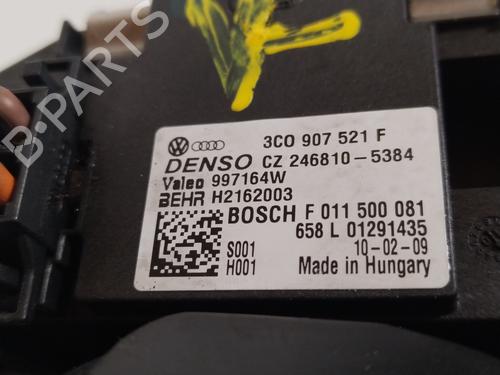 B-PARTS
3C0 907 521 F
DENSO CZ 246810-5384
Valeo 997164W
BEHR H2162003
BOSCH F 011 500 081
658 L 01291435
S001 10-02-09
H001 Made in Hungary